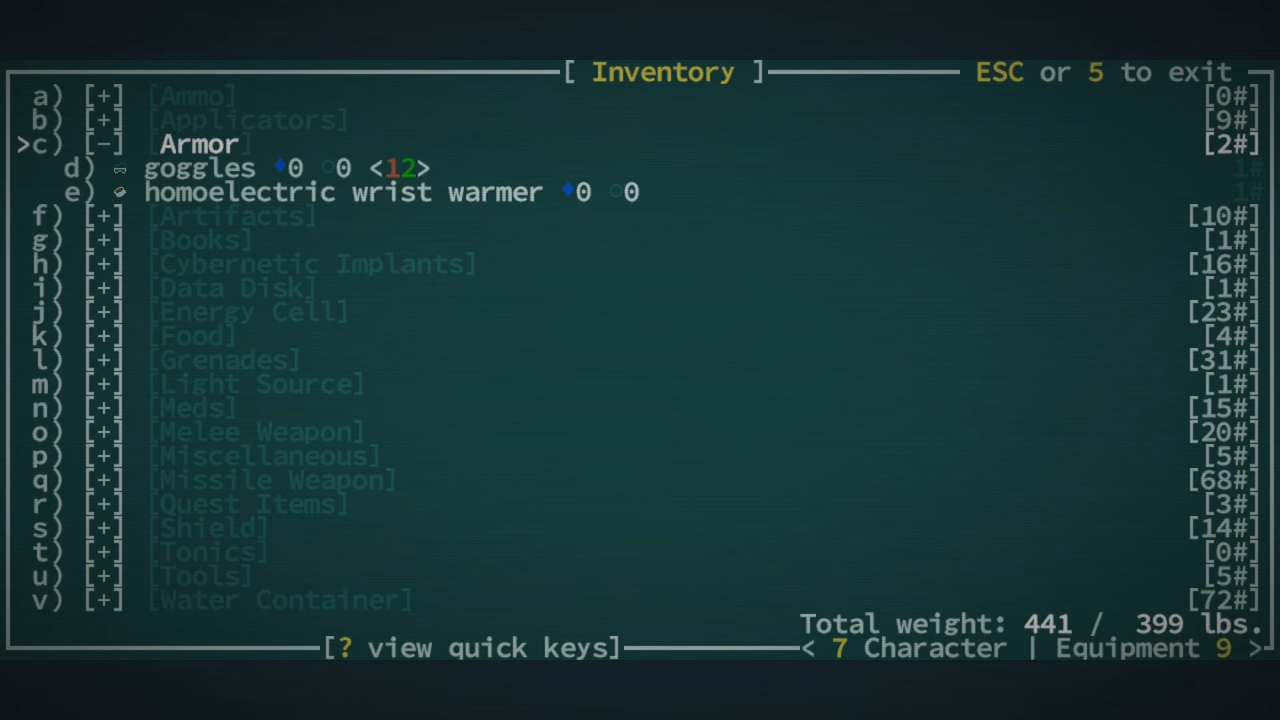 [ Inventory ] ESC or 5 to exit
a) [+] [Ammo] [0#]
b) [+] [Applicators] [9#]
>c) [-] [Armor] [2#]
d) goggles ♦0 ○0 <12> 1#
e) homoelectric wrist warmer ♦0 ○0 1#
f) [+] [Artifacts] [10#]
g) [+] [Books] [1#]
h) [+] [Cybernetic Implants] [16#]
i) [+] [Data Disk] [1#]
j) [+] [Energy Cell] [23#]
k) [+] [Food] [4#]
l) [+] [Grenades] [31#]
m) [+] [Light Source] [1#]
n) [+] [Meds] [15#]
o) [+] [Melee Weapon] [20#]
p) [+] [Miscellaneous] [5#]
q) [+] [Missile Weapon] [68#]
r) [+] [Quest Items] [3#]
s) [+] [Shield] [14#]
t) [+] [Tonics] [0#]
u) [+] [Tools] [5#]
v) [+] [Water Container] [72#]
Total weight: 441 / 399 lbs.
[? view quick keys] < 7 Character | Equipment 9 >